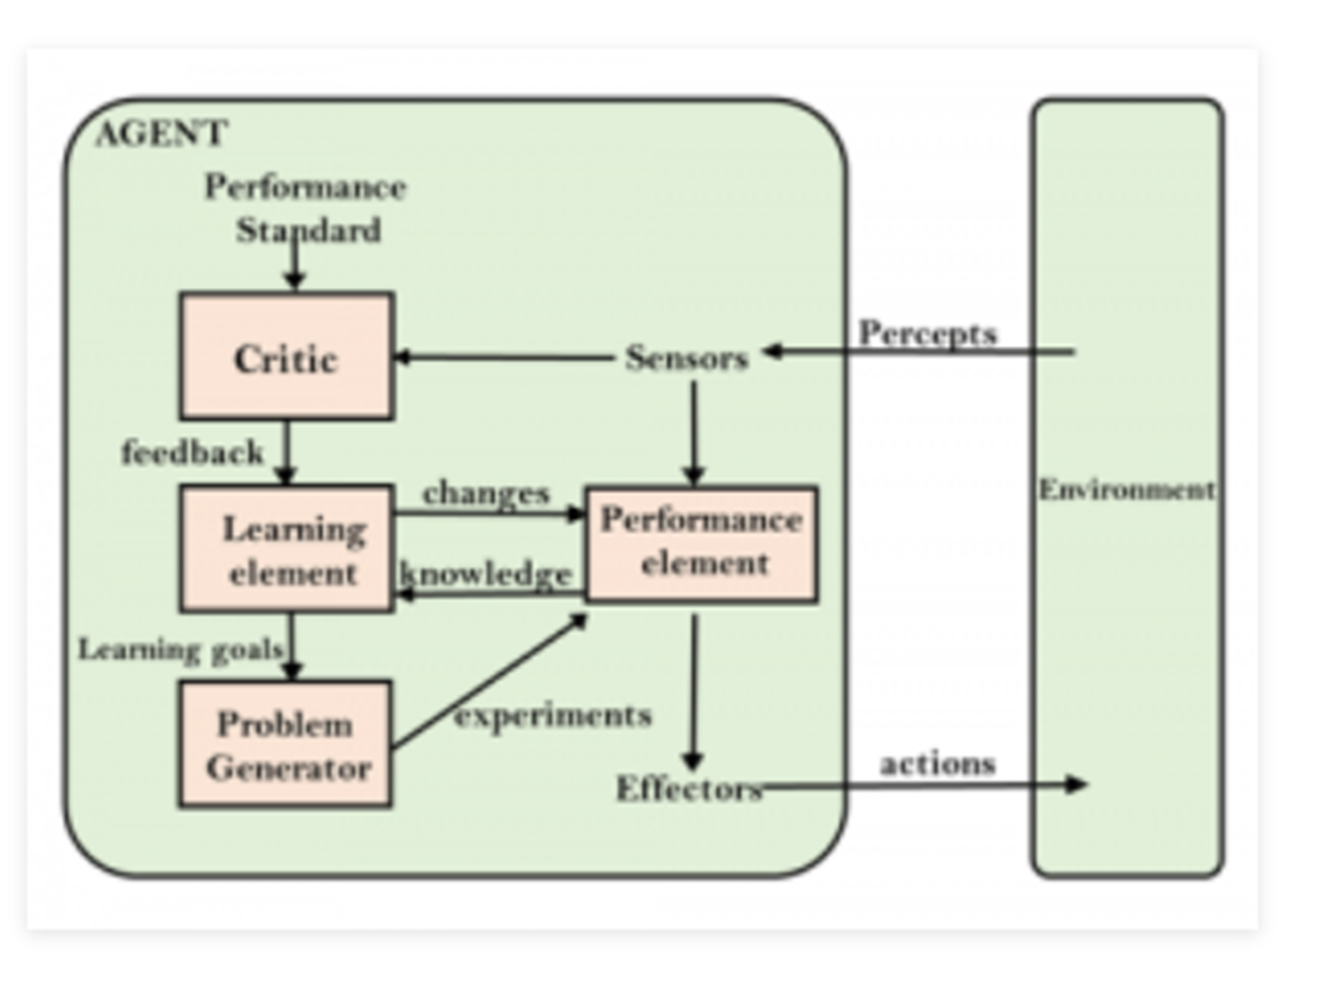 AGENT
Performance
Standard
Critic
Sensors
Percepts
feedback
Environment
changes
Learning
element
Performance
element
knowledge
Learning goals
Problem
Generator
experiments
Effectors
actions